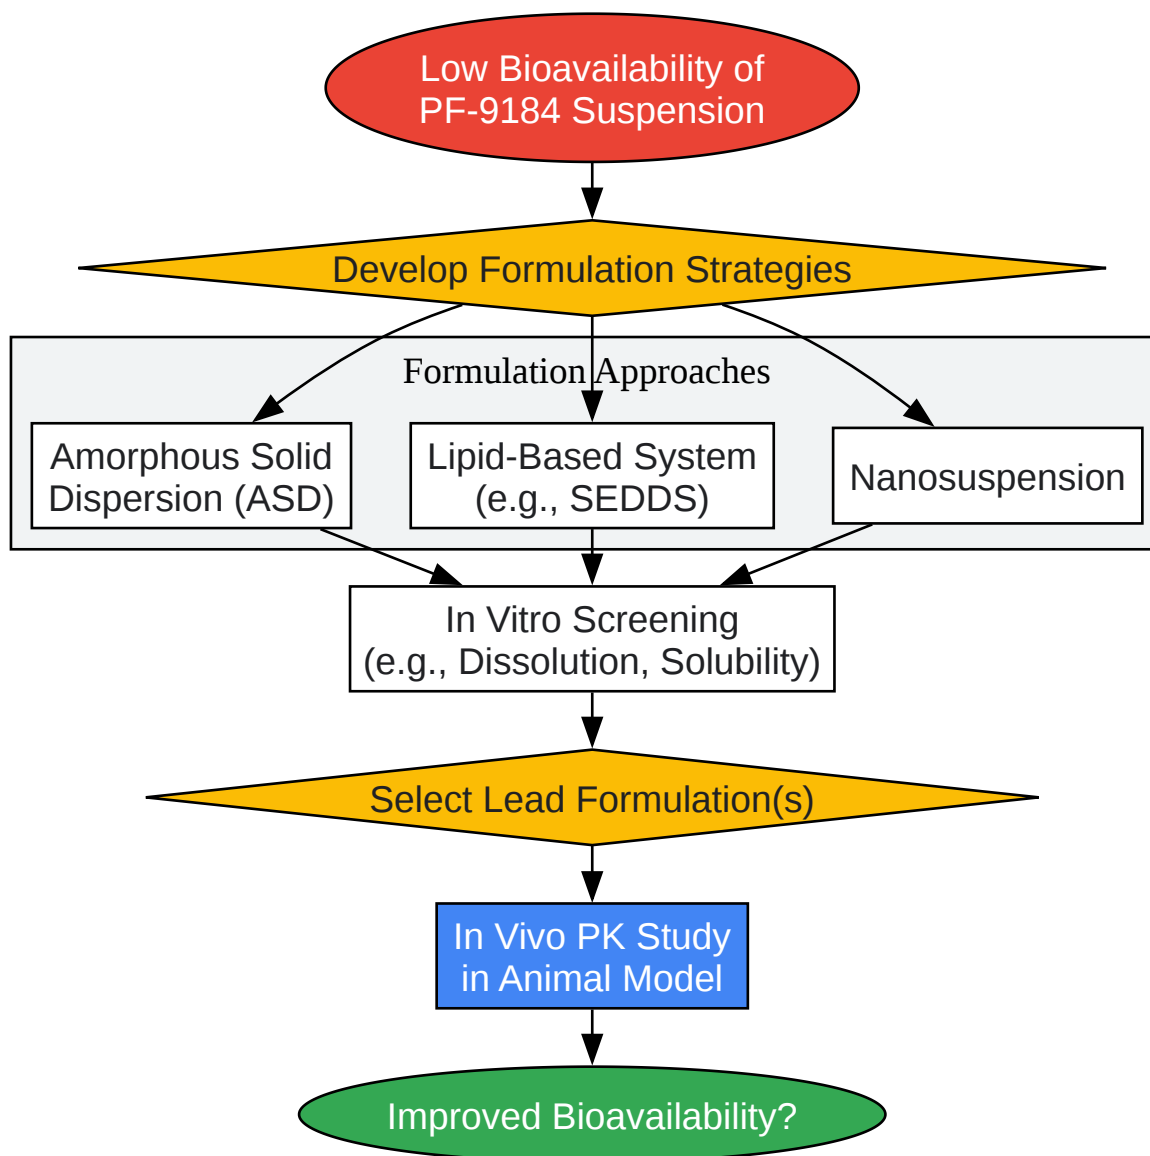 Low Bioavailability of
PF-9184 Suspension
Develop Formulation Strategies
Formulation Approaches
Amorphous Solid
Dispersion (ASD)
Lipid-Based System
(e.g., SEDDS)
Nanosuspension
In Vitro Screening
(e.g., Dissolution, Solubility)
Select Lead Formulation(s)
In Vivo PK Study
in Animal Model
Improved Bioavailability?